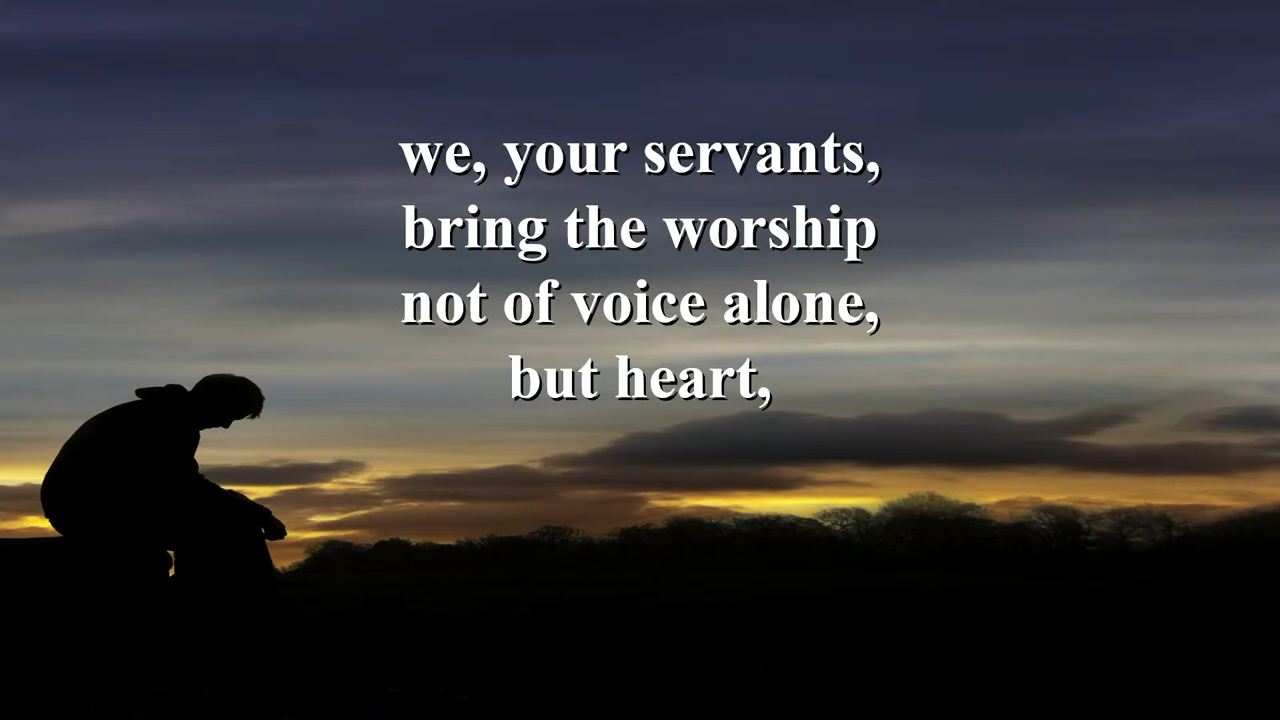 we, your servants,
bring the worship
not of voice alone,
but heart,